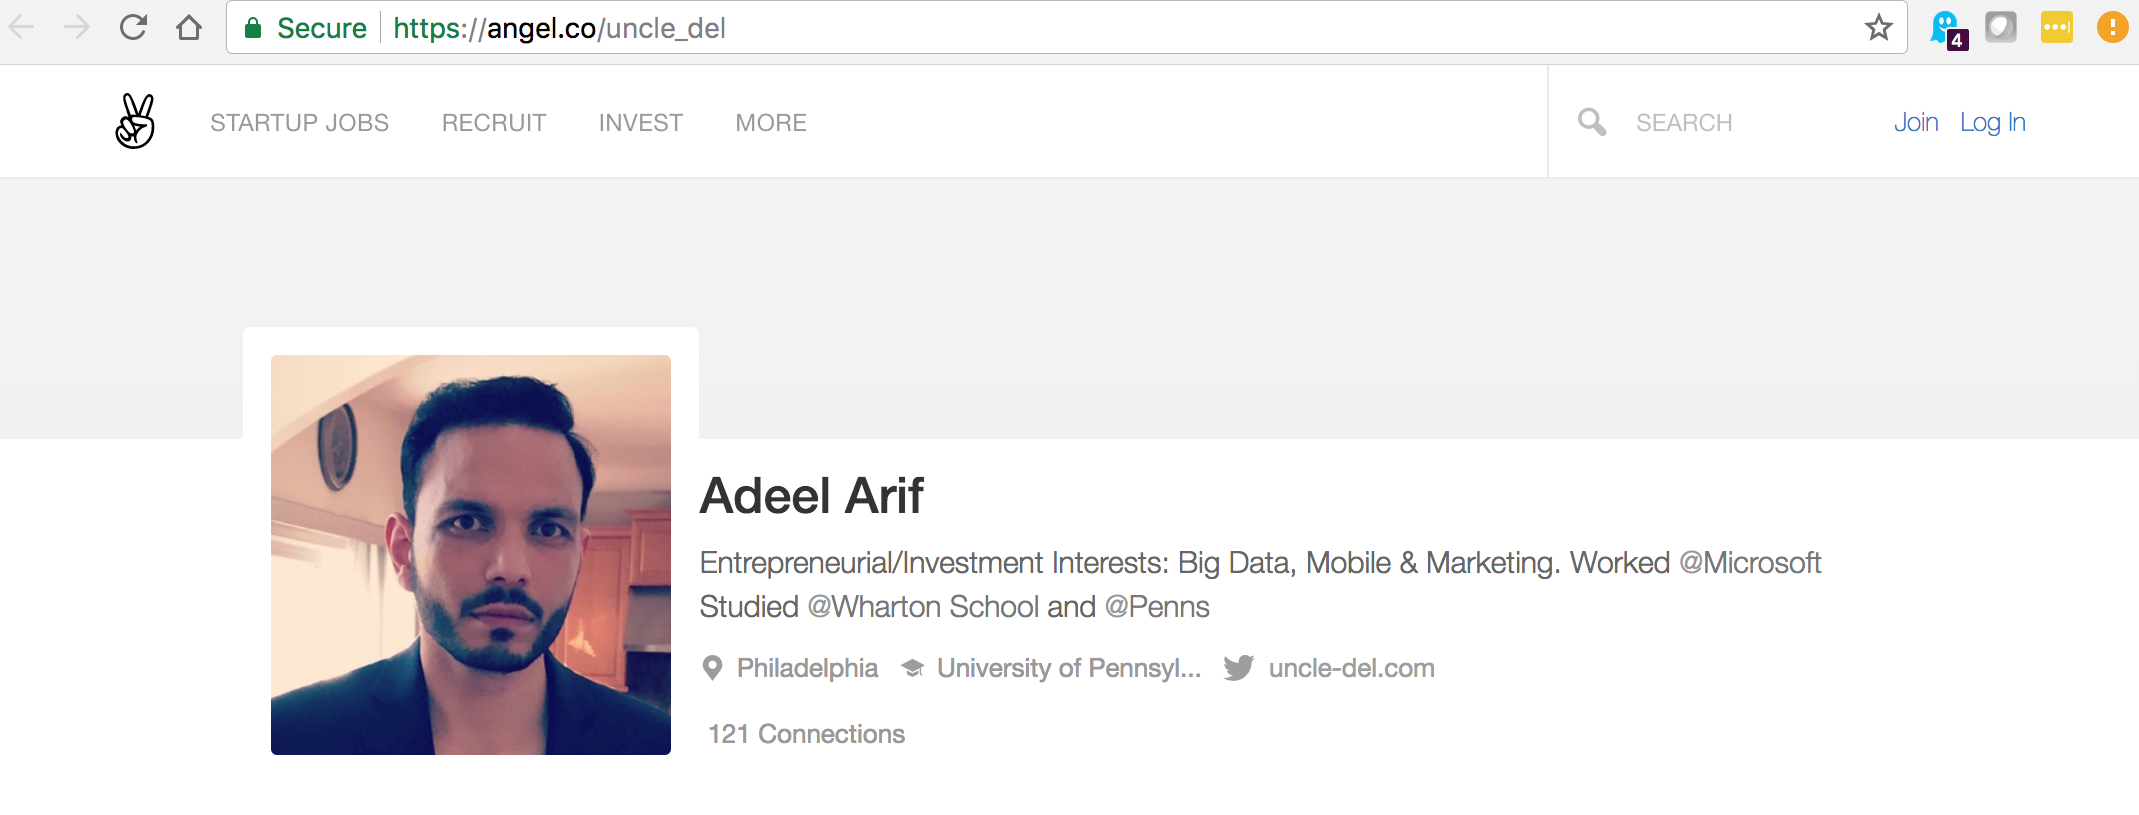 Secure https://angel.co/uncle_del
4
STARTUP JOBS RECRUIT INVEST MORE SEARCH Join Log In
Adeel Arif
Entrepreneurial/Investment Interests: Big Data, Mobile & Marketing. Worked @Microsoft
Studied @Wharton School and @Penns
Philadelphia University of Pennsyl... uncle-del.com
121 Connections